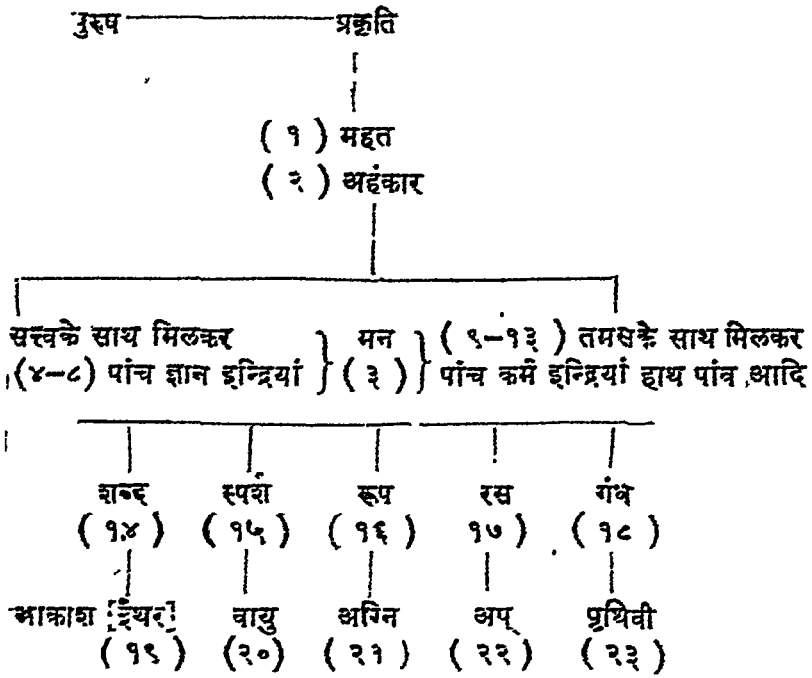 पुरुष प्रकृति
( १ ) महत
( २ ) अहंकार
सत्त्वके साथ मिलकर } मन } ( ९-१३ ) तमसके साथ मिलकर
(४-८) पांच ज्ञान इन्द्रियां } ( ३ ) } पांच कर्म इन्द्रियां हाथ पांव आदि
शब्द स्पर्श रूप रस गंध
( १४ ) ( १५ ) ( १६ ) १७ ) ( १८ )
आकाश [ईथर] वायु अग्नि अप् पृथिवी
( १९ ) (२०) ( २१ ) ( २२ ) ( २३ )